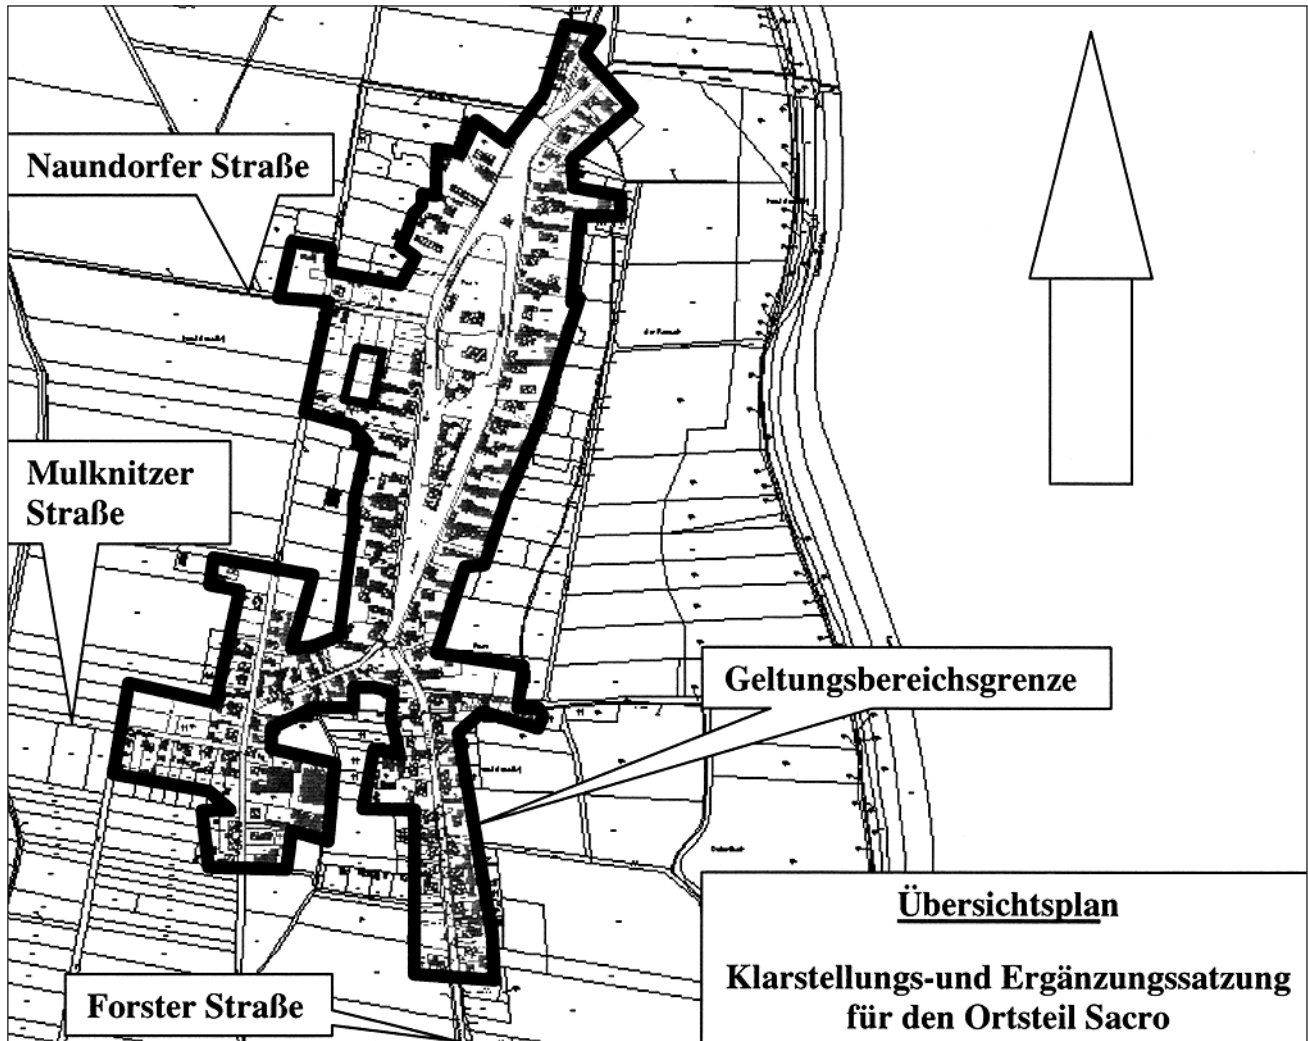 Naundorfer Straße
Mulknitzer
Straße
Geltungsbereichsgrenze
Übersichtsplan
Klarstellungs-und Ergänzungssatzung
für den Ortsteil Sacro
Forster Straße